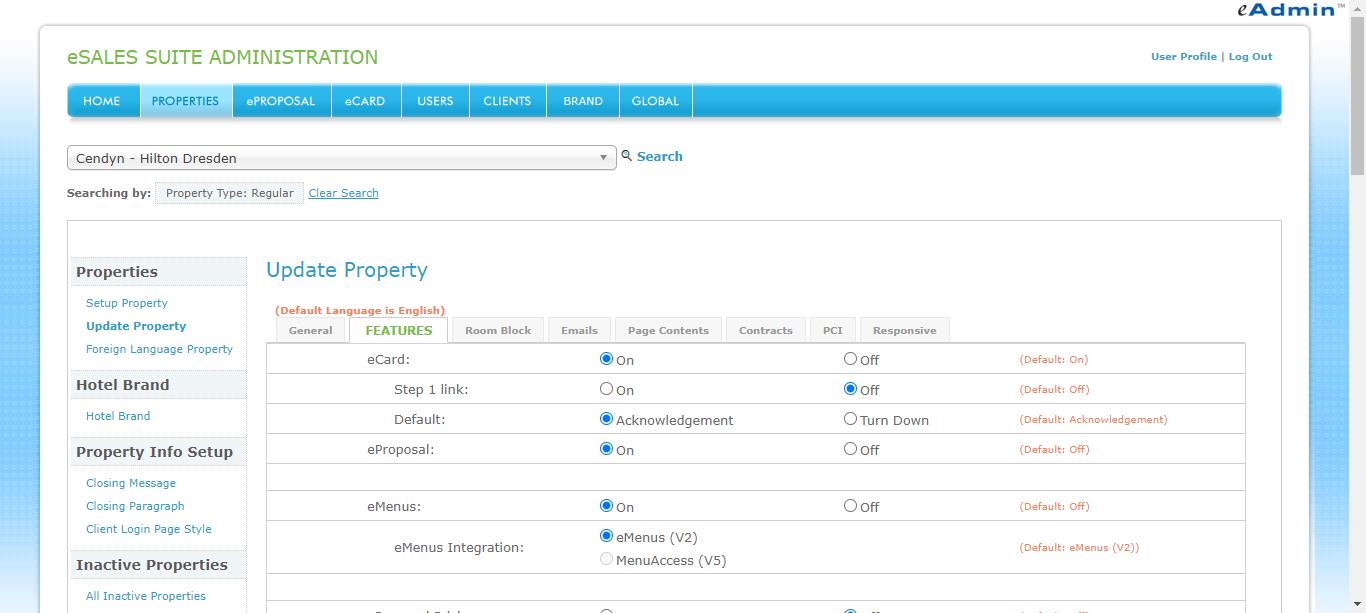 eAdmin™
eSALES SUITE ADMINISTRATION
User Profile | Log Out
HOME PROPERTIES ePROPOSAL eCARD USERS CLIENTS BRAND GLOBAL
Cendyn - Hilton Dresden
Search
Searching by: Property Type: Regular Clear Search
Properties
Setup Property
Update Property
Foreign Language Property
Hotel Brand
Hotel Brand
Property Info Setup
Closing Message
Closing Paragraph
Client Login Page Style
Inactive Properties
All Inactive Properties
Update Property
(Default Language is English)
General FEATURES Room Block Emails Page Contents Contracts PCI Responsive
eCard: On Off (Default: On)
Step 1 link: On Off (Default: Off)
Default: Acknowledgement Turn Down (Default: Acknowledgement)
eProposal: On Off (Default: Off)
eMenus: On Off (Default: Off)
eMenus Integration: eMenus (V2) (Default: eMenus (V2))
MenuAccess (V5)